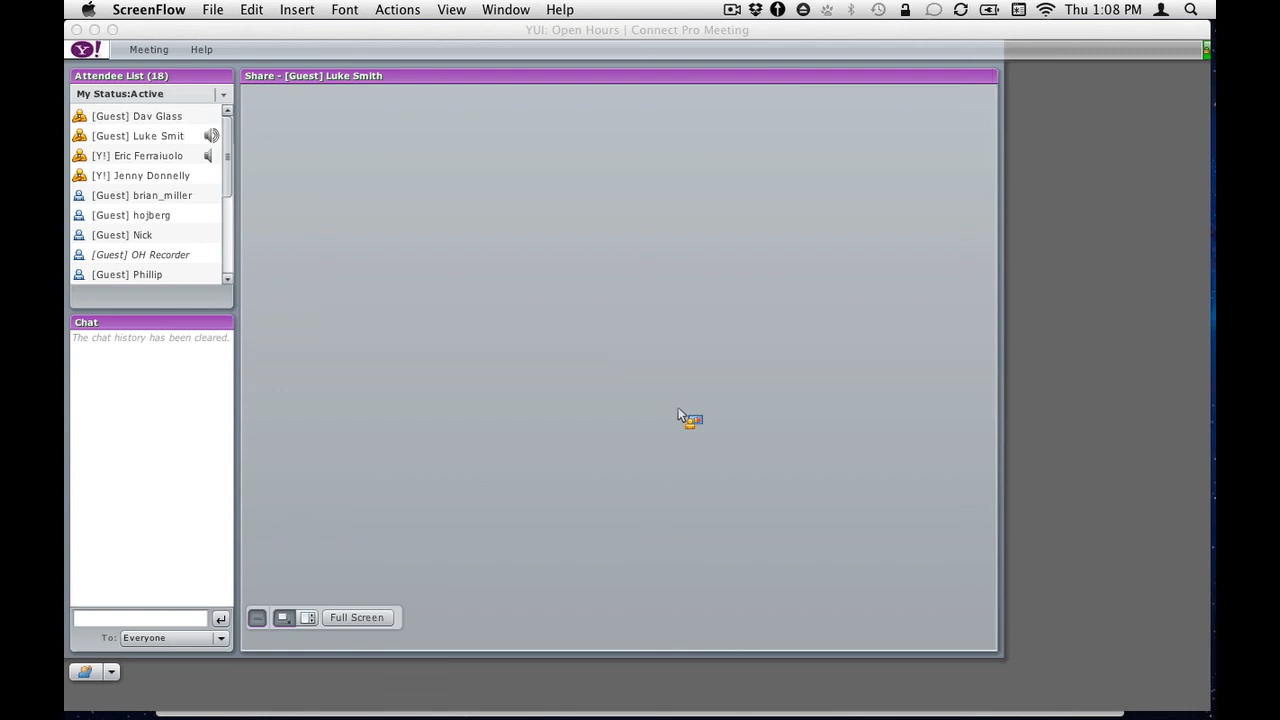 ScreenFlow File Edit Insert Font Actions View Window Help Thu 1:08 PM
YUI: Open Hours | Connect Pro Meeting
Y! Meeting Help
Attendee List (18)
My Status:Active
[Guest] Dav Glass
[Guest] Luke Smit
[Y!] Eric Ferraiuolo
[Y!] Jenny Donnelly
[Guest] brian_miller
[Guest] hojberg
[Guest] Nick
[Guest] OH Recorder
[Guest] Phillip
Chat
The chat history has been cleared.
To: Everyone
Share - [Guest] Luke Smith
Full Screen